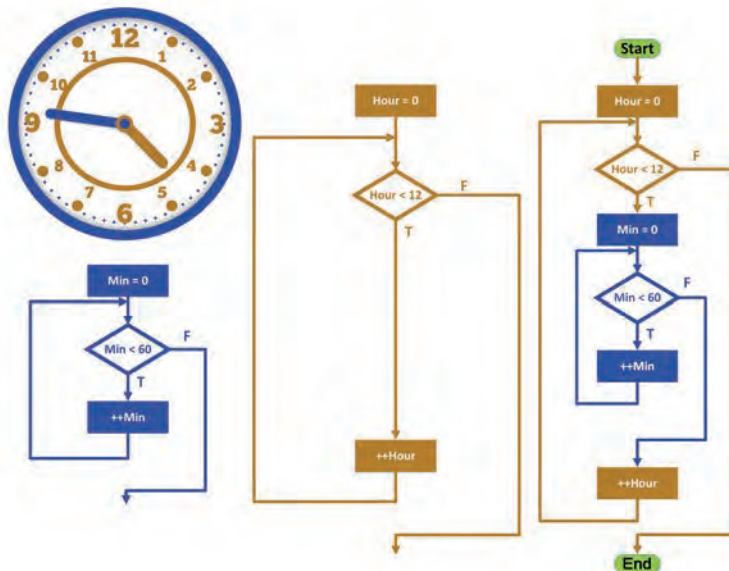 12
11
1
10
2
9
3
8
4
7
5
6
Min = 0
Min < 60
F
T
++Min
Hour = 0
Hour < 12
F
T
++Hour
Start
Hour = 0
Hour < 12
F
T
Min = 0
Min < 60
F
T
++Min
++Hour
End